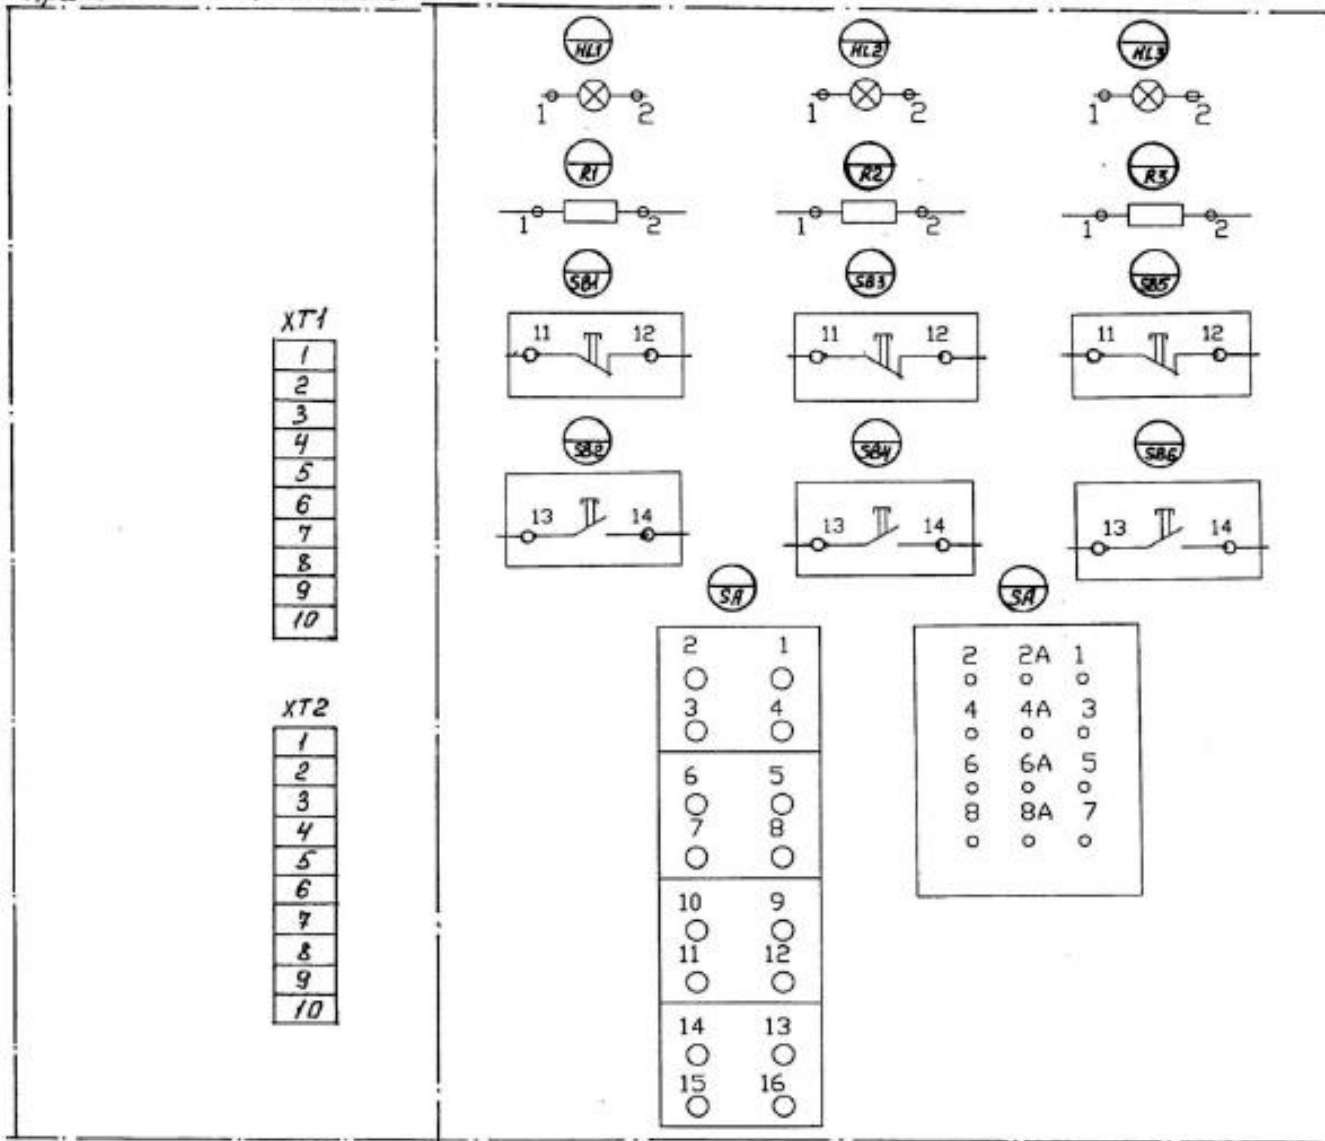 HL1 HL2 HL3
1 2 1 2 1 2
R1 R2 R3
1 2 1 2 1 2
SB1 SB3 SB5
11 12 11 12 11 12
SB2 SB4 SB6
13 14 13 14 13 14
SA SA
XT1
1
2
3
4
5
6
7
8
9
10
XT2
1
2
3
4
5
6
7
8
9
10
2 1
3 4
6 5
7 8
10 9
11 12
14 13
15 16
2 2A 1
4 4A 3
6 6A 5
8 8A 7